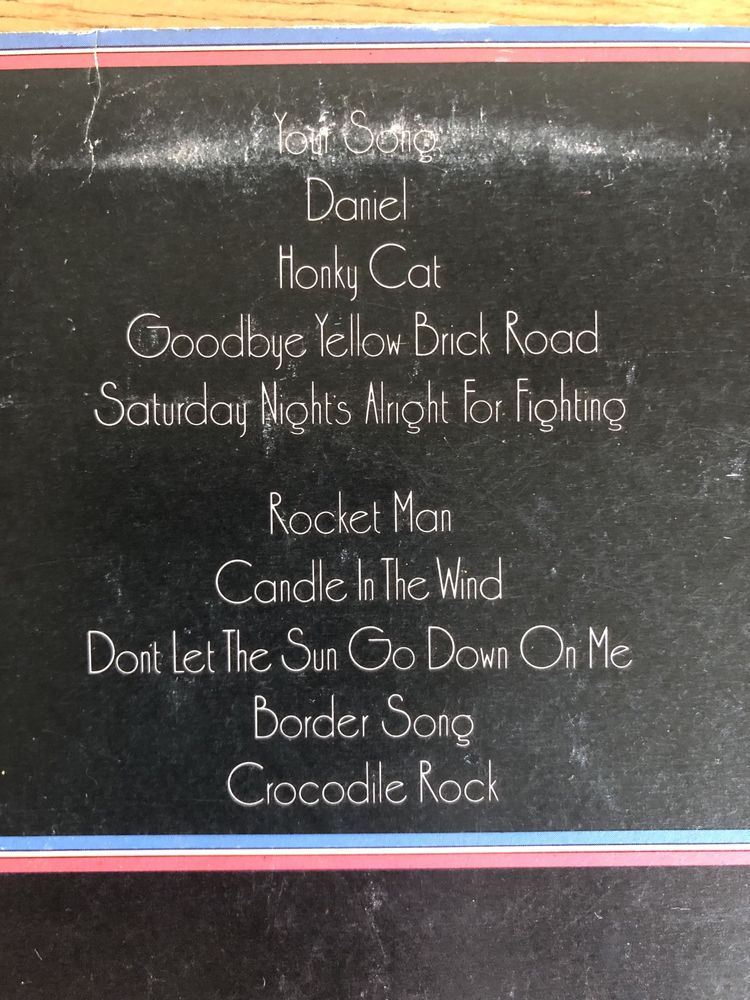 Your Song
Daniel
Honky Cat
Goodbye Yellow Brick Road
Saturday Night's Alright For Fighting
Rocket Man
Candle In The Wind
Don't Let The Sun Go Down On Me
Border Song
Crocodile Rock